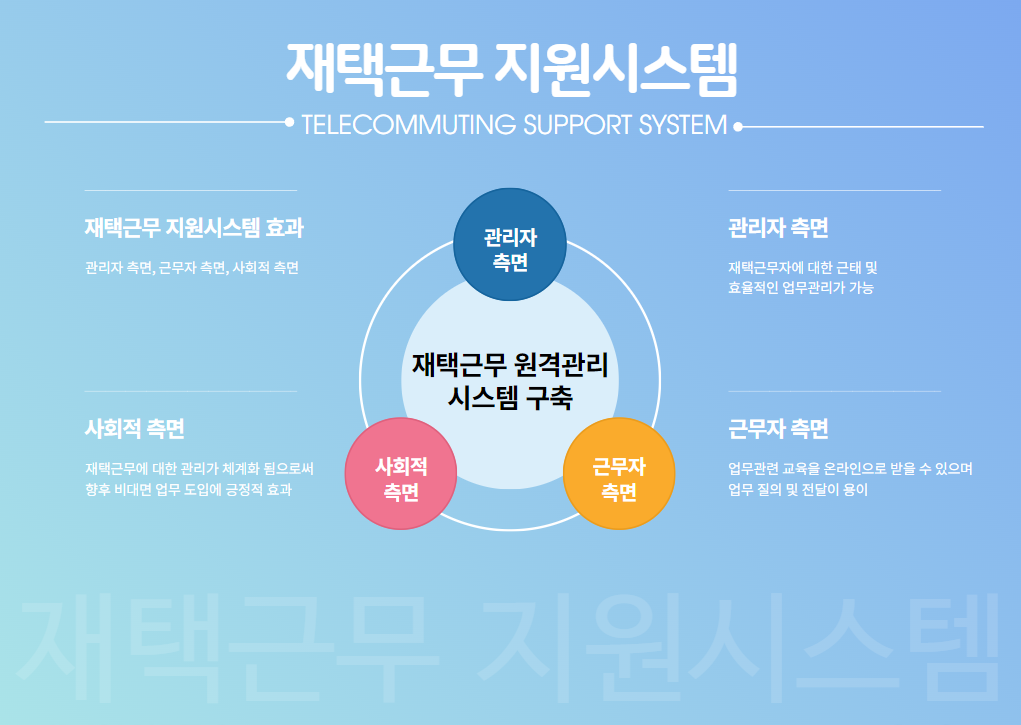 재택근무 지원시스템
TELECOMMUTING SUPPORT SYSTEM
재택근무 지원시스템 효과
관리자 측면, 근무자 측면, 사회적 측면
관리자
측면
관리자 측면
재택근무자에 대한 근태 및
효율적인 업무관리가 가능
재택근무 원격관리
시스템 구축
사회적 측면
재택근무에 대한 관리가 체계화 됨으로써
향후 비대면 업무 도입에 긍정적 효과
사회적
측면
근무자
측면
근무자 측면
업무관련 교육을 온라인으로 받을 수 있으며
업무 질의 및 전달이 용이
재택근무 지원시스템